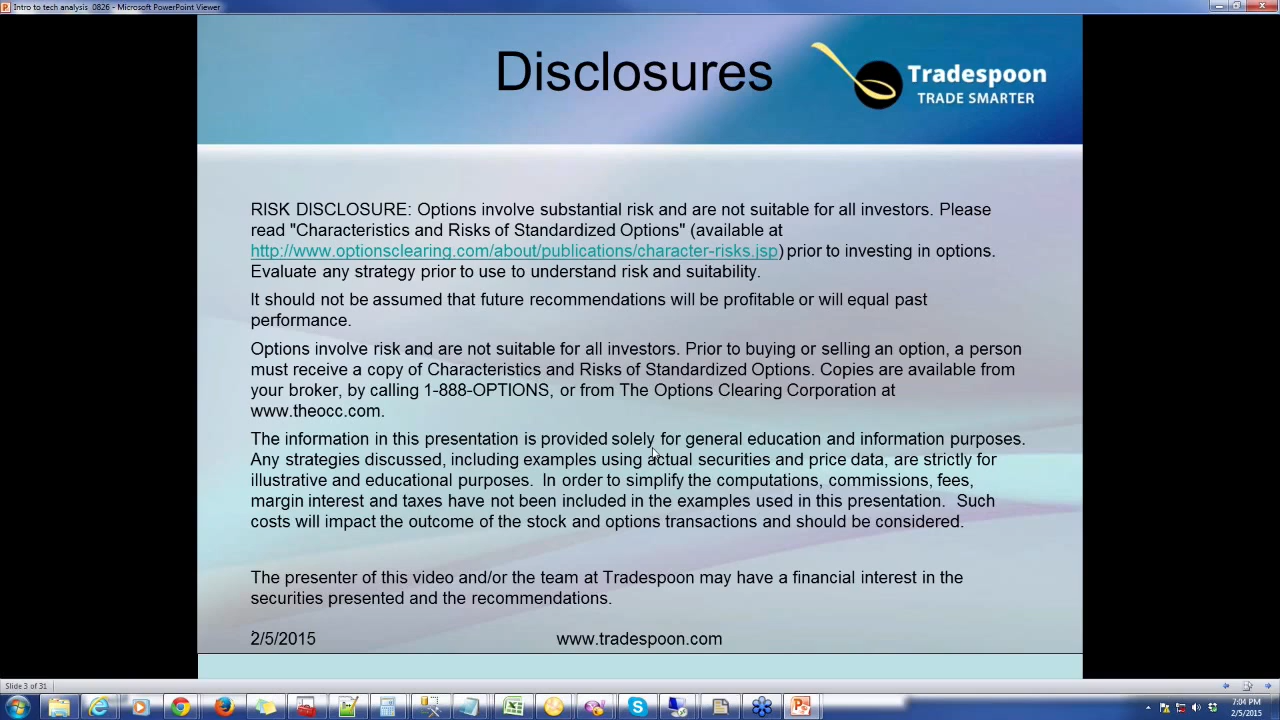 Intro to tech analysis_0826 - Microsoft PowerPoint Viewer
Disclosures
Tradespoon
TRADE SMARTER
RISK DISCLOSURE: Options involve substantial risk and are not suitable for all investors. Please
read "Characteristics and Risks of Standardized Options" (available at
http://www.optionsclearing.com/about/publications/character-risks.jsp) prior to investing in options.
Evaluate any strategy prior to use to understand risk and suitability.
It should not be assumed that future recommendations will be profitable or will equal past
performance.
Options involve risk and are not suitable for all investors. Prior to buying or selling an option, a person
must receive a copy of Characteristics and Risks of Standardized Options. Copies are available from
your broker, by calling 1-888-OPTIONS, or from The Options Clearing Corporation at
www.theocc.com.
The information in this presentation is provided solely for general education and information purposes.
Any strategies discussed, including examples using actual securities and price data, are strictly for
illustrative and educational purposes. In order to simplify the computations, commissions, fees,
margin interest and taxes have not been included in the examples used in this presentation. Such
costs will impact the outcome of the stock and options transactions and should be considered.
The presenter of this video and/or the team at Tradespoon may have a financial interest in the
securities presented and the recommendations.
2/5/2015 www.tradespoon.com
Slide 3 of 31
7:04 PM
2/5/2015